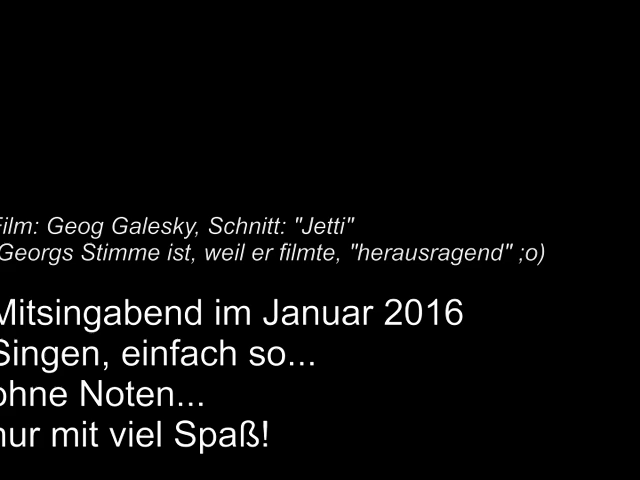 Film: Geog Galesky, Schnitt: "Jetti"
Georgs Stimme ist, weil er filmte, "herausragend" ;o)
Mitsingabend im Januar 2016
Singen, einfach so...
ohne Noten...
nur mit viel Spaß!